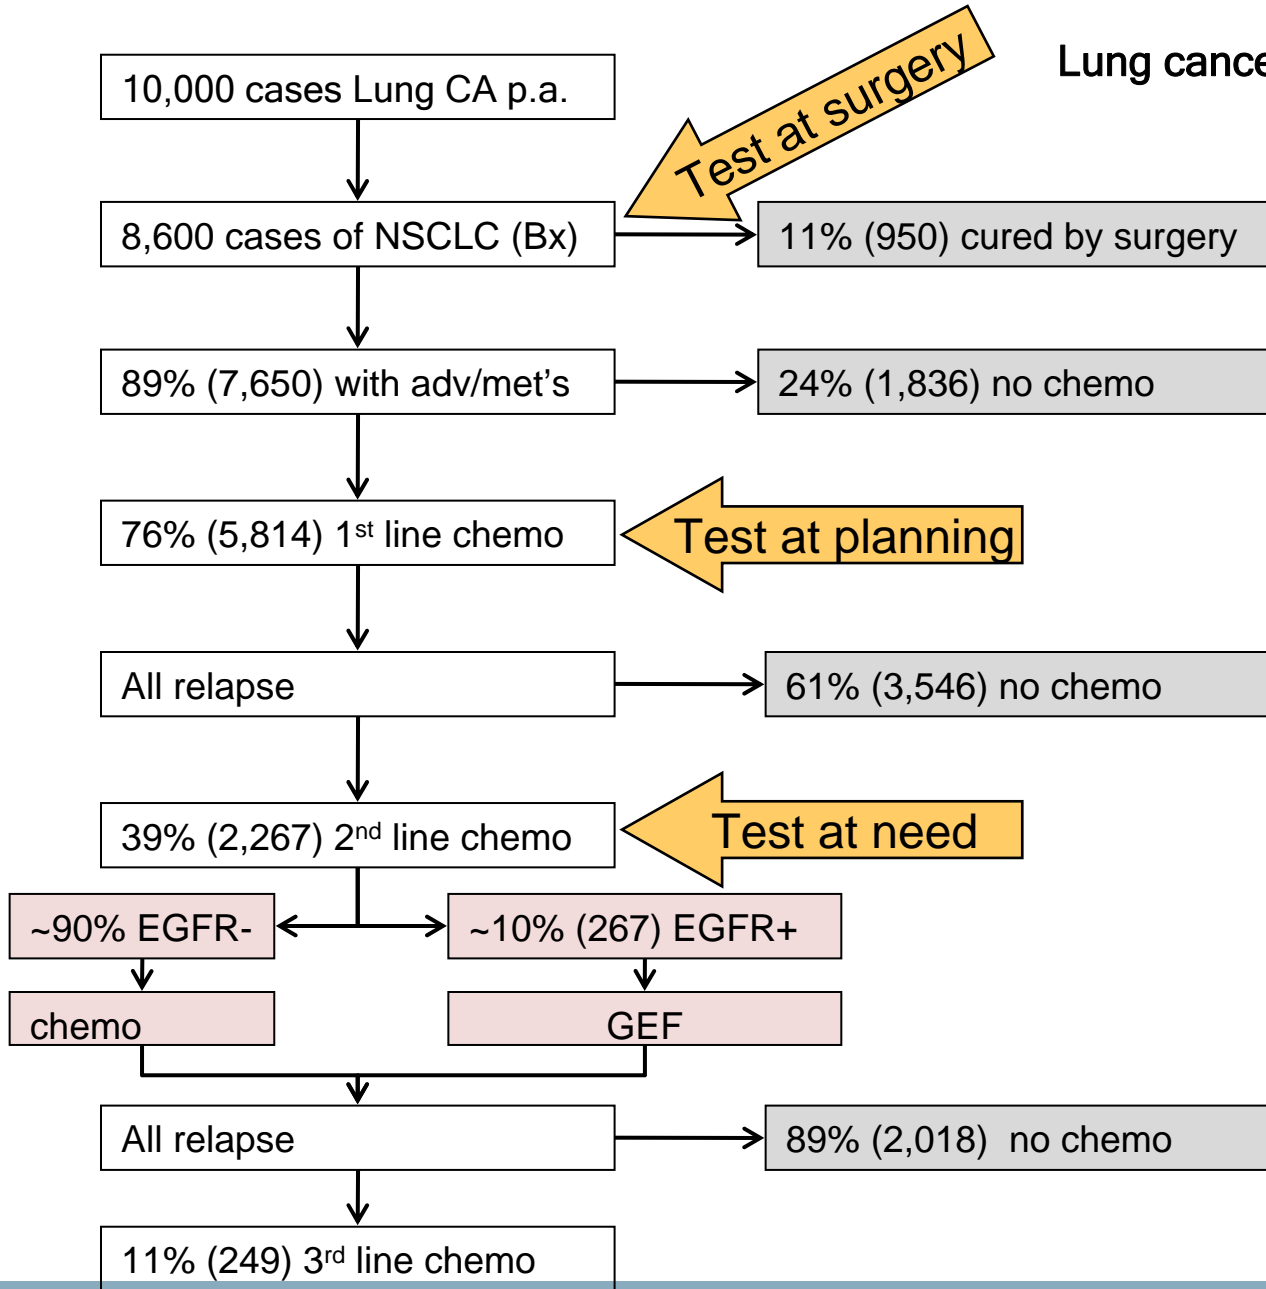 Lung cance
10,000 cases Lung CA p.a.
Test at surgery
8,600 cases of NSCLC (Bx)
11% (950) cured by surgery
89% (7,650) with adv/met's
24% (1,836) no chemo
76% (5,814) 1st line chemo
Test at planning
All relapse
61% (3,546) no chemo
39% (2,267) 2nd line chemo
Test at need
~90% EGFR-
~10% (267) EGFR+
chemo
GEF
All relapse
89% (2,018) no chemo
11% (249) 3rd line chemo